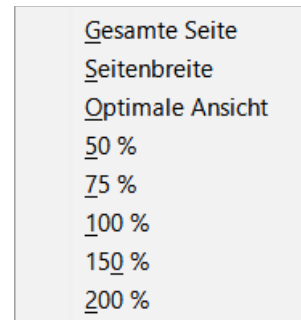 Gesamte Seite
Seitenbreite
Optimale Ansicht
50 %
75 %
100 %
150 %
200 %